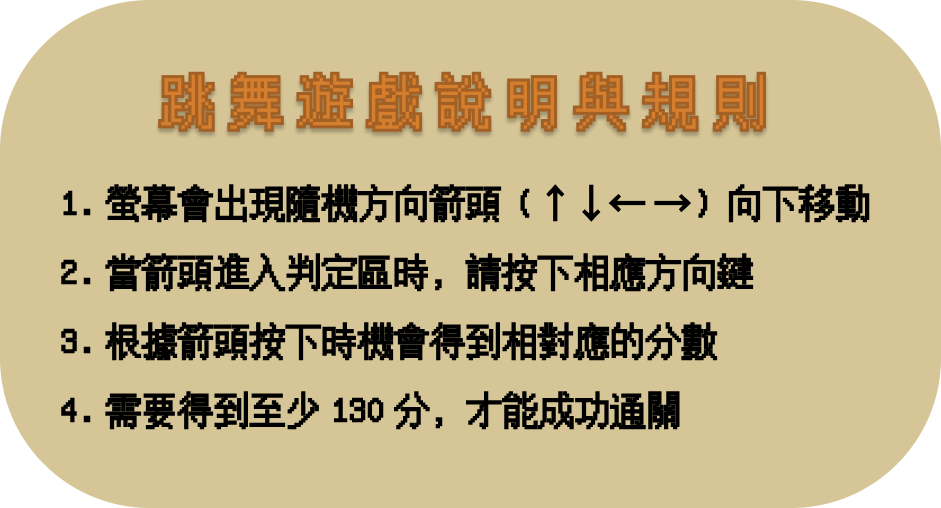 跳舞遊戲說明與規則
1. 螢幕會出現隨機方向箭頭（↑↓←→）向下移動
2. 當箭頭進入判定區時，請按下相應方向鍵
3. 根據箭頭按下時機會得到相對應的分數
4. 需要得到至少 130 分，才能成功通關